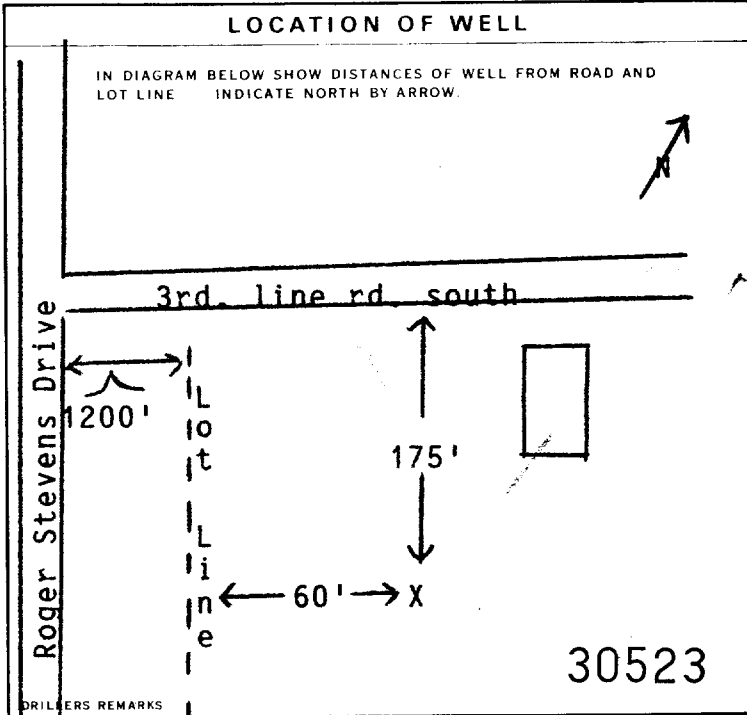 LOCATION OF WELL
IN DIAGRAM BELOW SHOW DISTANCES OF WELL FROM ROAD AND
LOT LINE INDICATE NORTH BY ARROW.
N
3rd. line rd. south
Roger Stevens Drive
1200'
Lot Line
175'
60'
X
30523
DRILLERS REMARKS